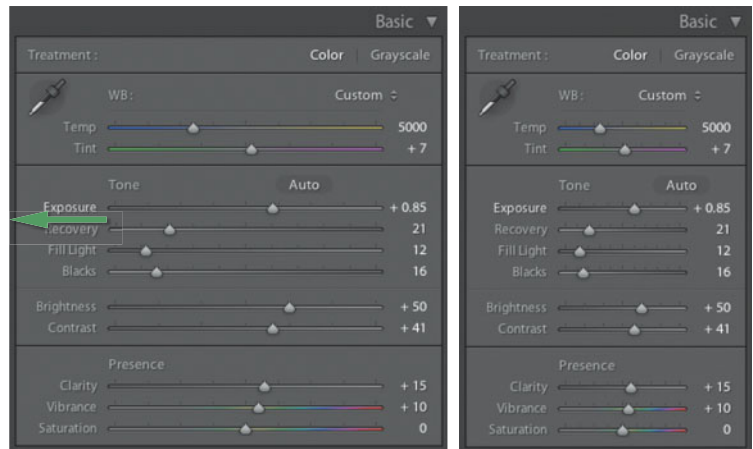 Basic ▼
Treatment : Color Grayscale
WB: Custom
Temp 5000
Tint + 7
Tone Auto
Exposure + 0.85
Recovery 21
Fill Light 12
Blacks 16
Brightness + 50
Contrast + 41
Presence
Clarity + 15
Vibrance + 10
Saturation 0
Basic ▼
Treatment : Color Grayscale
WB: Custom
Temp 5000
Tint + 7
Tone Auto
Exposure + 0.85
Recovery 21
Fill Light 12
Blacks 16
Brightness + 50
Contrast + 41
Presence
Clarity + 15
Vibrance + 10
Saturation 0